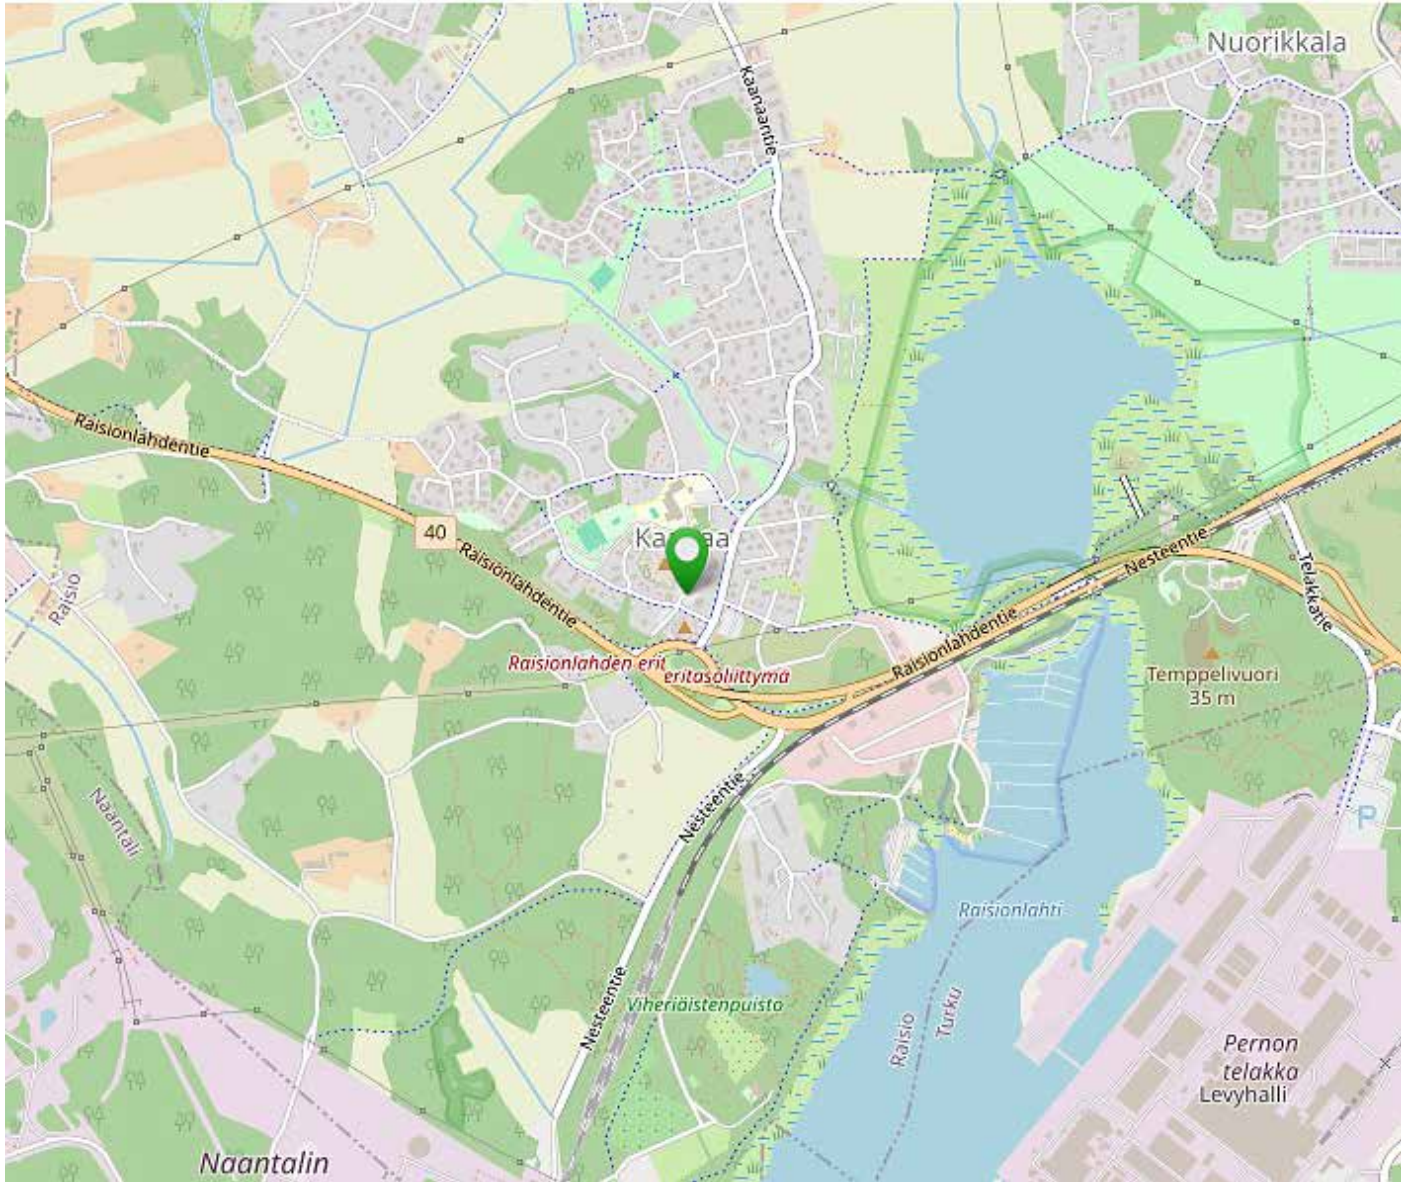 Nuorikkala
Kaanaantie
Raisionlahdentie
40
Raisionlahdentie
Nesteentie
Telakkatie
Raisio
Raisionlahden erit
eritasoliittymä
Raisionlahdentie
Temppelivuori
35 m
Naantali
Nesteentie
P
Raisionlahti
Nesteentie
Viheriäistenpuisto
Raisio
Turku
Pernon
telakka
Levyhalli
Naantalin